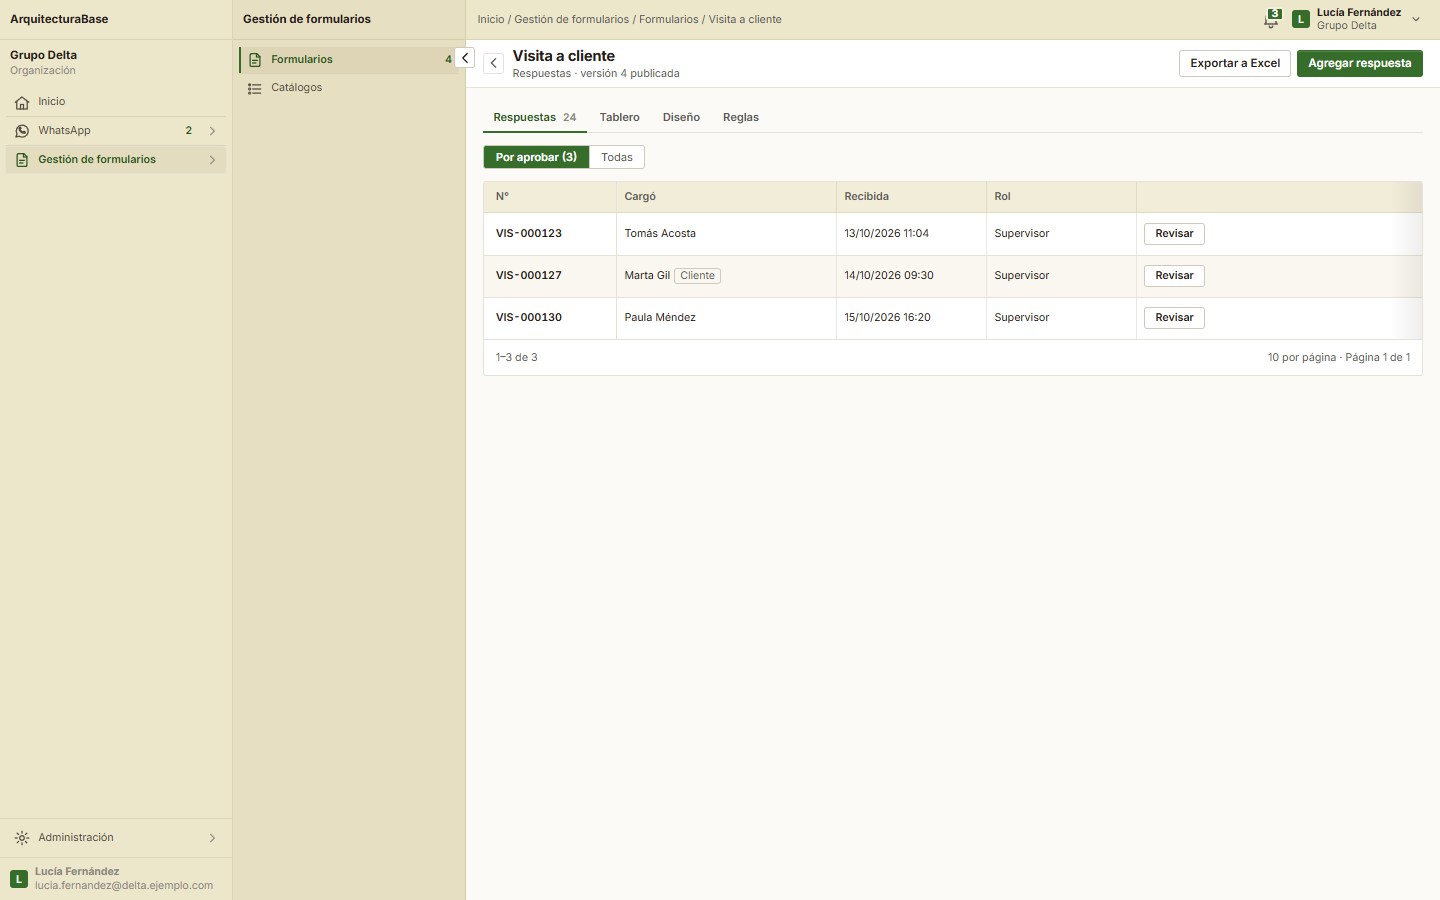 ArquitecturaBase
Grupo Delta
Organización
Inicio
WhatsApp 2
Gestión de formularios
Administración
L
Lucía Fernández
lucia.fernandez@delta.ejemplo.com
Gestión de formularios
Formularios 4
Catálogos
Inicio / Gestión de formularios / Formularios / Visita a cliente
3
L
Lucía Fernández
Grupo Delta
Visita a cliente
Respuestas · versión 4 publicada
Exportar a Excel
Agregar respuesta
Respuestas 24 Tablero Diseño Reglas
Por aprobar (3) Todas
N° Cargó Recibida Rol
VIS-000123 Tomás Acosta 13/10/2026 11:04 Supervisor Revisar
VIS-000127 Marta Gil Cliente 14/10/2026 09:30 Supervisor Revisar
VIS-000130 Paula Méndez 15/10/2026 16:20 Supervisor Revisar
1–3 de 3 10 por página · Página 1 de 1